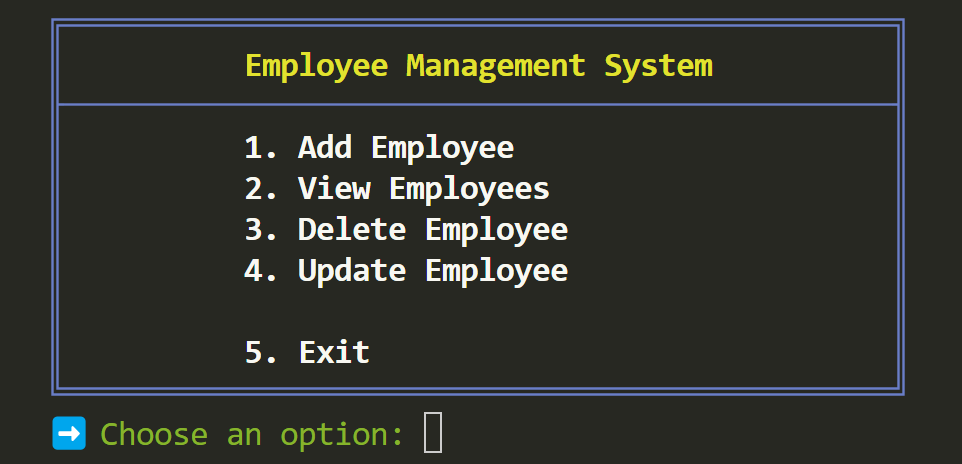 Employee Management System
1. Add Employee
2. View Employees
3. Delete Employee
4. Update Employee
5. Exit
➡ Choose an option: